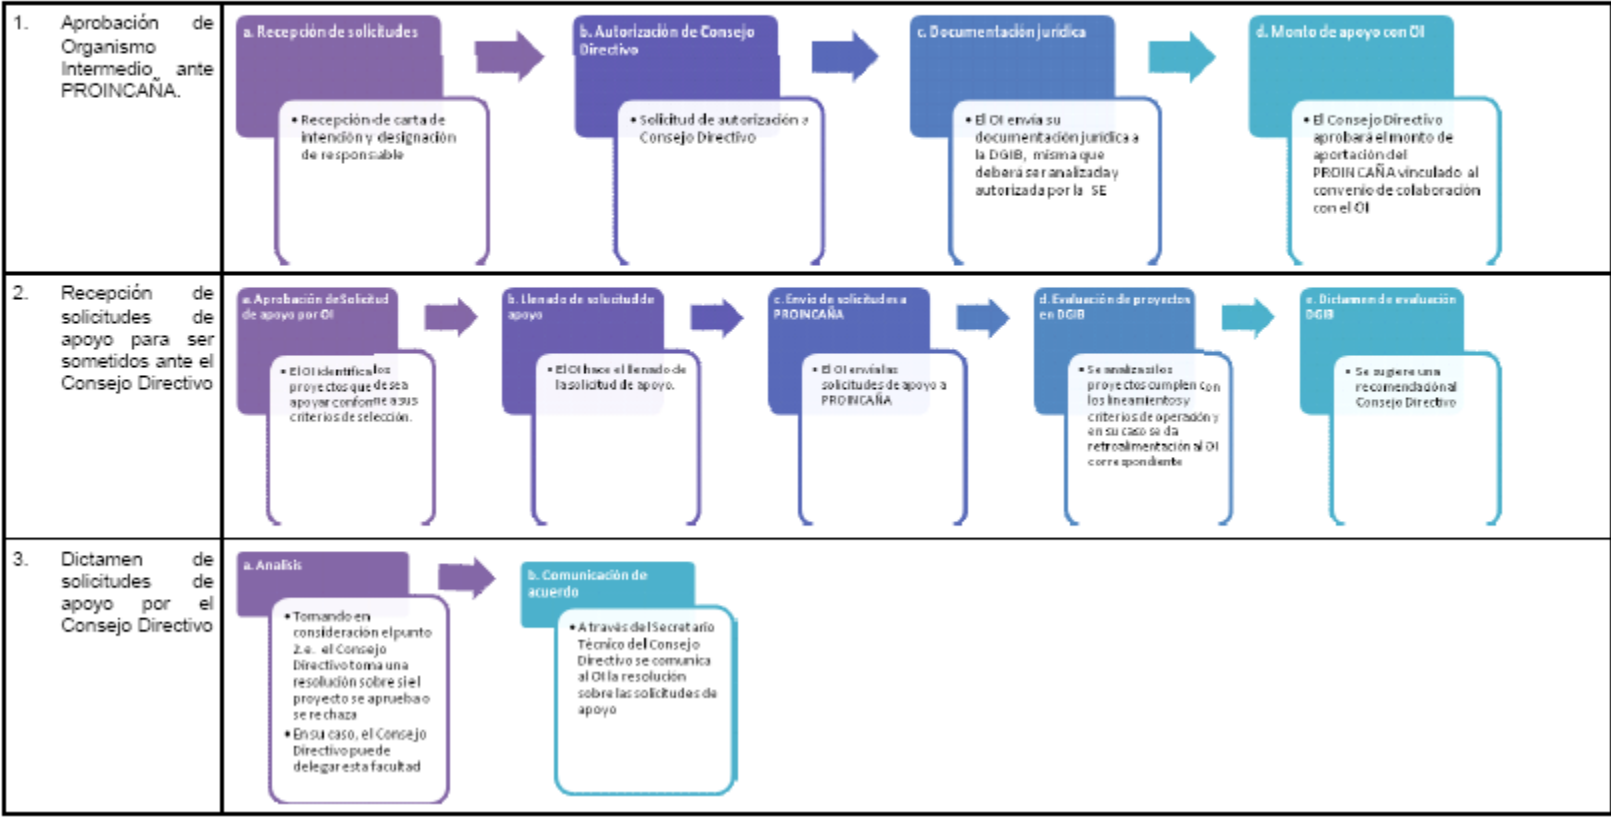 1. Aprobación de
Organismo
Intermedio ante
PROINCAÑA.
a. Recepción de solicitudes
• Recepción de carta de
intención y designación
de responsable
b. Autorización de Consejo
Directivo
• Solicitud de autorización a
Consejo Directivo
c. Documentación jurídica
• El OI envía su
documentación jurídica a
la DGIB, misma que
deberá ser analizada y
autorizada por la SE
d. Monto de apoyo con OI
• El Consejo Directivo
aprobará el monto de
aportación del
PROINCAÑA vinculado al
convenio de colaboración
con el OI
2. Recepción de
solicitudes de
apoyo para ser
sometidos ante el
Consejo Directivo
a. Aprobación de Solicitud
de apoyo por OI
• El OI identifica los
proyectos que desea
apoyar conforme a sus
criterios de selección.
b. Llenado de solicitud de
apoyo
• El OI hace el llenado de
la solicitud de apoyo.
c. Envío de solicitudes a
PROINCAÑA
• El OI envía las
solicitudes de apoyo a
PROINCAÑA
d. Evaluación de proyectos
en DGIB
• Se analiza si los
proyectos cumplen con
los lineamientos y
criterios de operación y
en su caso se da
retroalimentación al OI
correspondiente
e. Dictamen de evaluación
DGIB
• Se sugiere una
recomendación al
Consejo Directivo
3. Dictamen de
solicitudes de
apoyo por el
Consejo Directivo
a. Analisis
• Tomando en
consideración el punto
2.e. el Consejo
Directivo toma una
resolución sobre si el
proyecto se aprueba o
se rechaza
• En su caso, el Consejo
Directivo puede
delegar esta facultad
b. Comunicación de
acuerdo
• A través del Secretario
Técnico del Consejo
Directivo se comunica
al OI la resolución
sobre las solicitudes de
apoyo